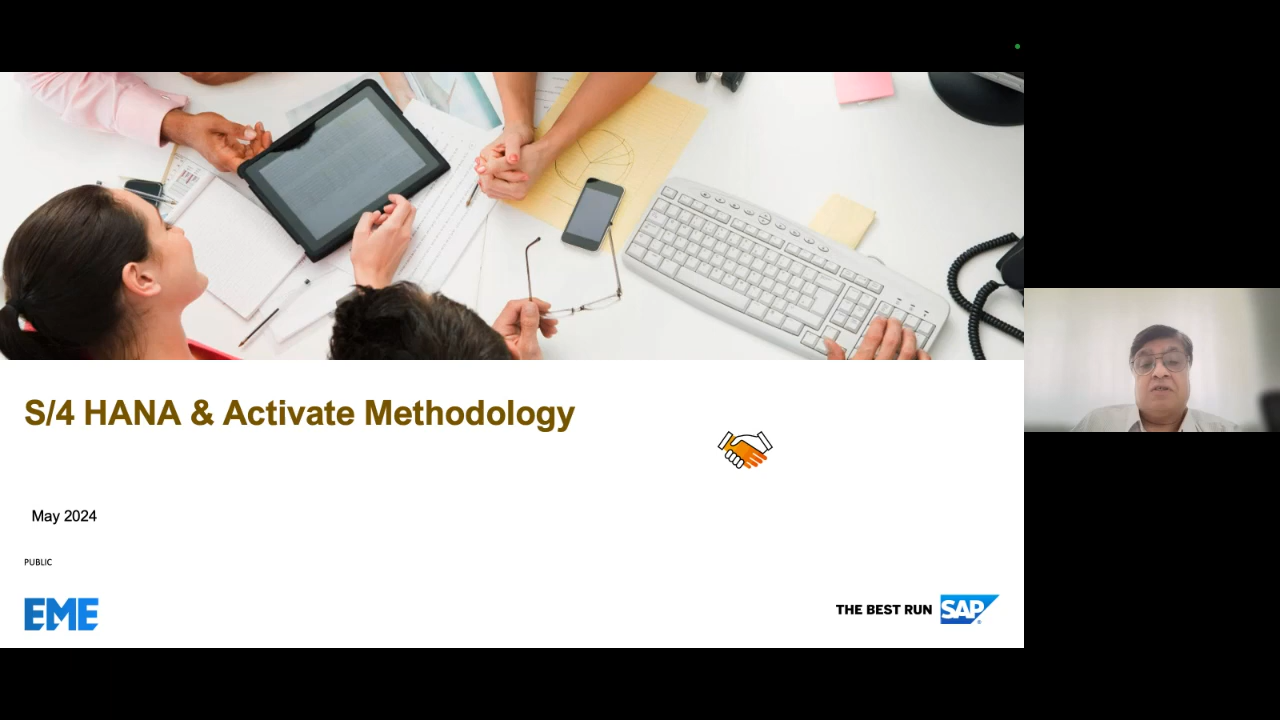 S/4 HANA & Activate Methodology
May 2024
PUBLIC
EME
THE BEST RUN SAP